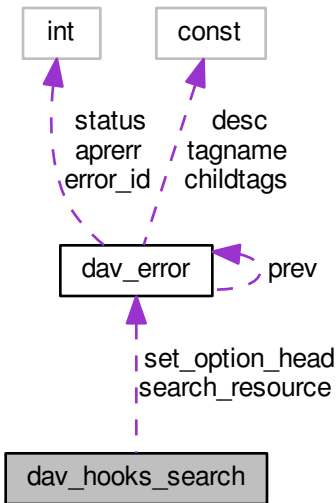 int
const
status
aprerr
error_id
desc
tagname
childtags
dav_error
prev
set_option_head
search_resource
dav_hooks_search